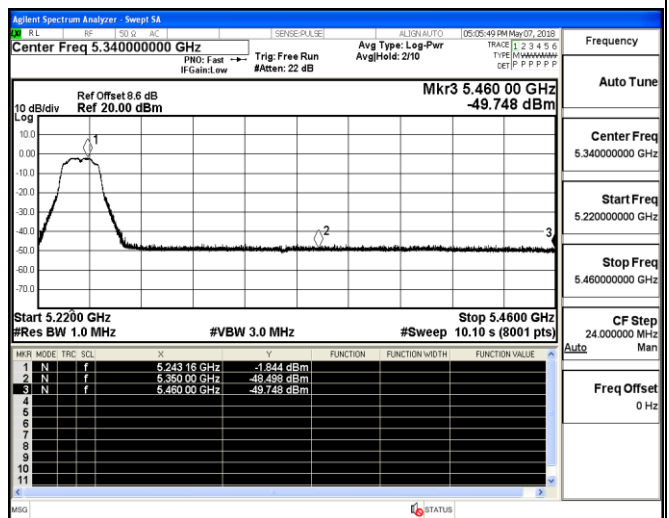 Agilent Spectrum Analyzer - Swept SA
RL RF 50 Ω AC SENSE:PULSE ALIGNAUTO 05:05:49 PM May 07, 2018
Center Freq 5.340000000 GHz
PNO: Fast Trig: Free Run
IFGain:Low #Atten: 22 dB
Avg Type: Log-Pwr
Avg|Hold: 2/10
TRACE 1 2 3 4 5 6
TYPE M WWWWW
DET P P P P P P
Frequency
Mkr3 5.460 00 GHz
-49.748 dBm
Ref Offset 8.6 dB
10 dB/div Ref 20.00 dBm
Log
10.0
0.00
-10.0
-20.0
-30.0
-40.0
-50.0
-60.0
-70.0
1
2
3
Start 5.2200 GHz Stop 5.4600 GHz
#Res BW 1.0 MHz #VBW 3.0 MHz #Sweep 10.10 s (8001 pts)
MKR MODE TRC SCL X Y FUNCTION FUNCTION WIDTH FUNCTION VALUE
1 N f 5.243 16 GHz -1.844 dBm
2 N f 5.350 00 GHz -48.498 dBm
3 N f 5.460 00 GHz -49.748 dBm
4
5
6
7
8
9
10
11
MSG STATUS
Auto Tune
Center Freq
5.340000000 GHz
Start Freq
5.220000000 GHz
Stop Freq
5.460000000 GHz
CF Step
24.000000 MHz
Auto Man
Freq Offset
0 Hz